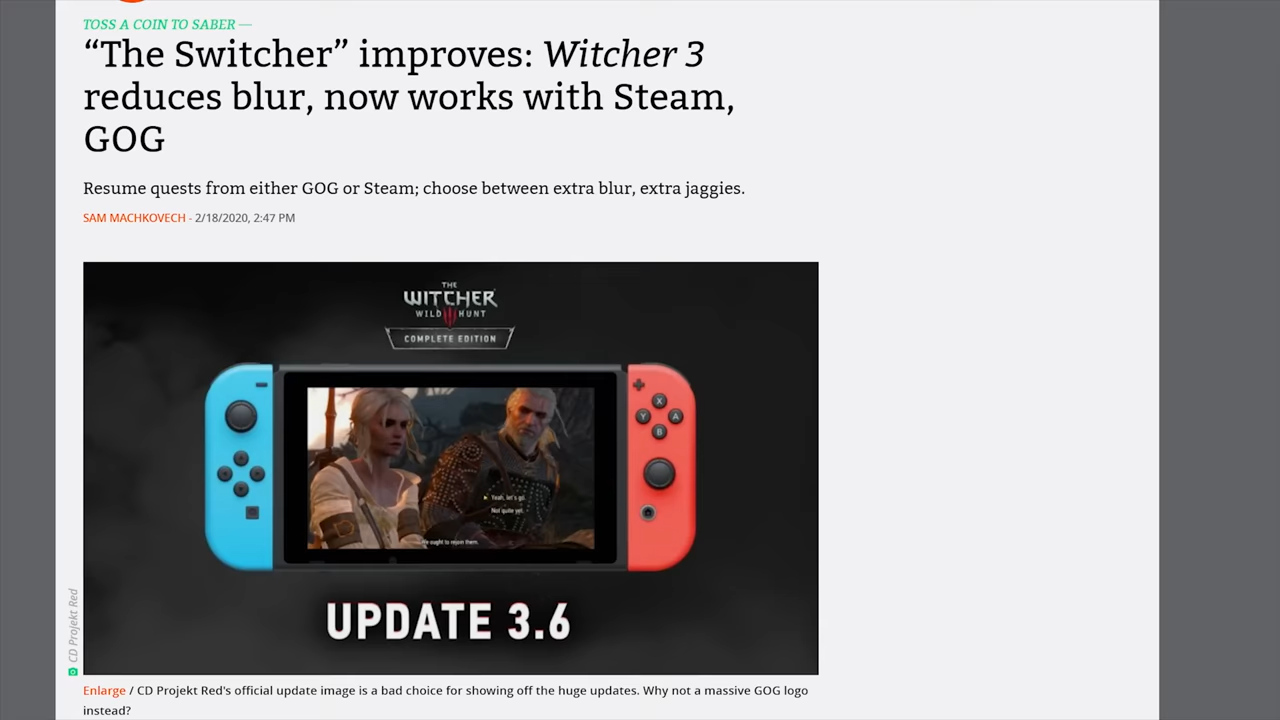 TOSS A COIN TO SABER —
“The Switcher” improves: Witcher 3
reduces blur, now works with Steam,
GOG
Resume quests from either GOG or Steam; choose between extra blur, extra jaggies.
SAM MACHKOVECH - 2/18/2020, 2:47 PM
THE
WITCHER
WILD HUNT
COMPLETE EDITION
X
Y A
B
Yeah, let's go.
Not quite yet.
We ought to rejoin them.
UPDATE 3.6
CD Projekt Red
Enlarge / CD Projekt Red's official update image is a bad choice for showing off the huge updates. Why not a massive GOG logo
instead?